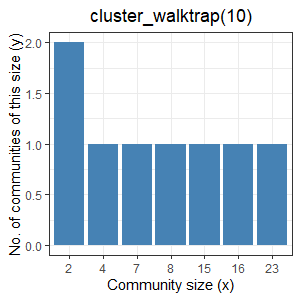 cluster_walktrap(10)
No. of communities of this size (y)
2.0
1.5
1.0
0.5
0.0
2 4 7 8 15 16 23
Community size (x)